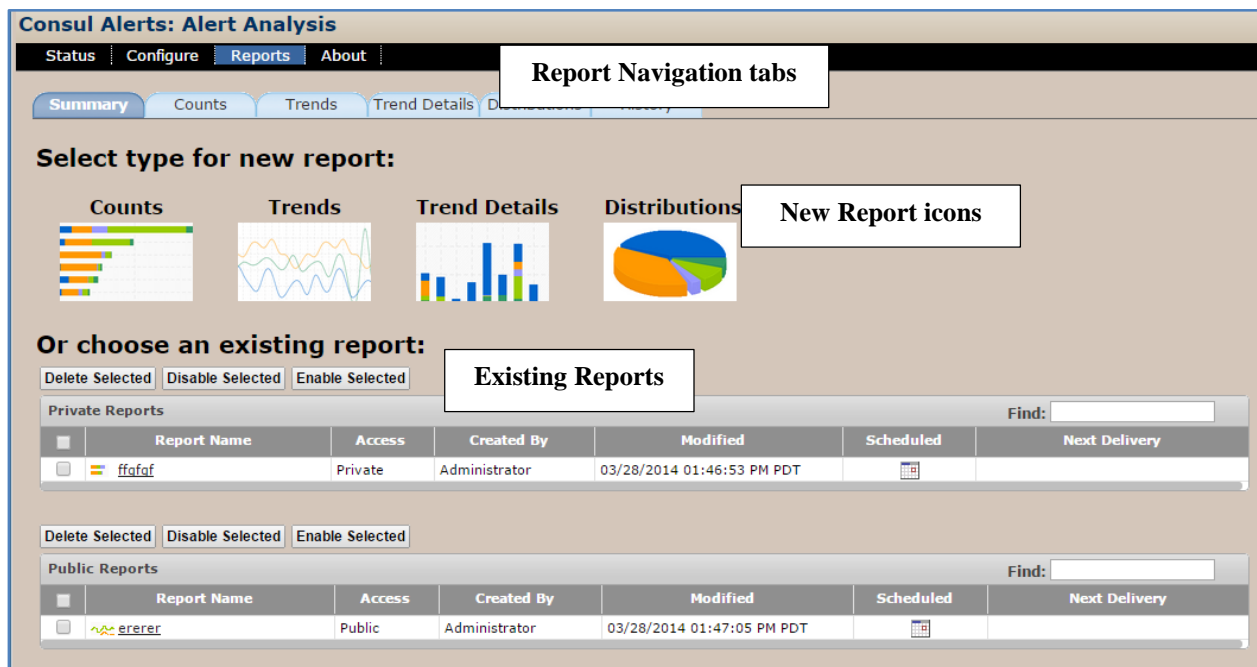 Consul Alerts: Alert Analysis
Status Configure Reports About
Report Navigation tabs
Summary Counts Trends Trend Details
Select type for new report:
Counts Trends Trend Details Distributions
New Report icons
Or choose an existing report:
Existing Reports
Delete Selected Disable Selected Enable Selected
Private Reports Find:
Report Name Access Created By Modified Scheduled Next Delivery
ffqfqf Private Administrator 03/28/2014 01:46:53 PM PDT
Delete Selected Disable Selected Enable Selected
Public Reports Find:
Report Name Access Created By Modified Scheduled Next Delivery
ererer Public Administrator 03/28/2014 01:47:05 PM PDT